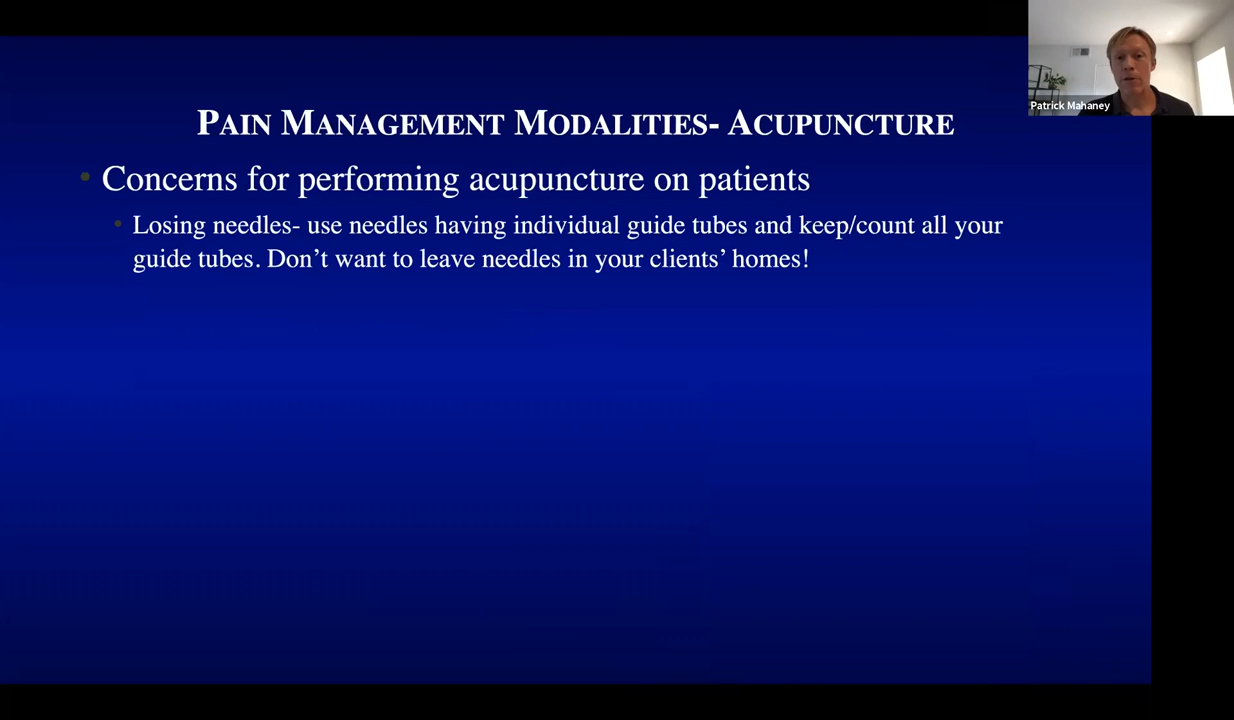 Patrick Mahaney
PAIN MANAGEMENT MODALITIES- ACUPUNCTURE
Concerns for performing acupuncture on patients
Losing needles- use needles having individual guide tubes and keep/count all your
guide tubes. Don’t want to leave needles in your clients’ homes!